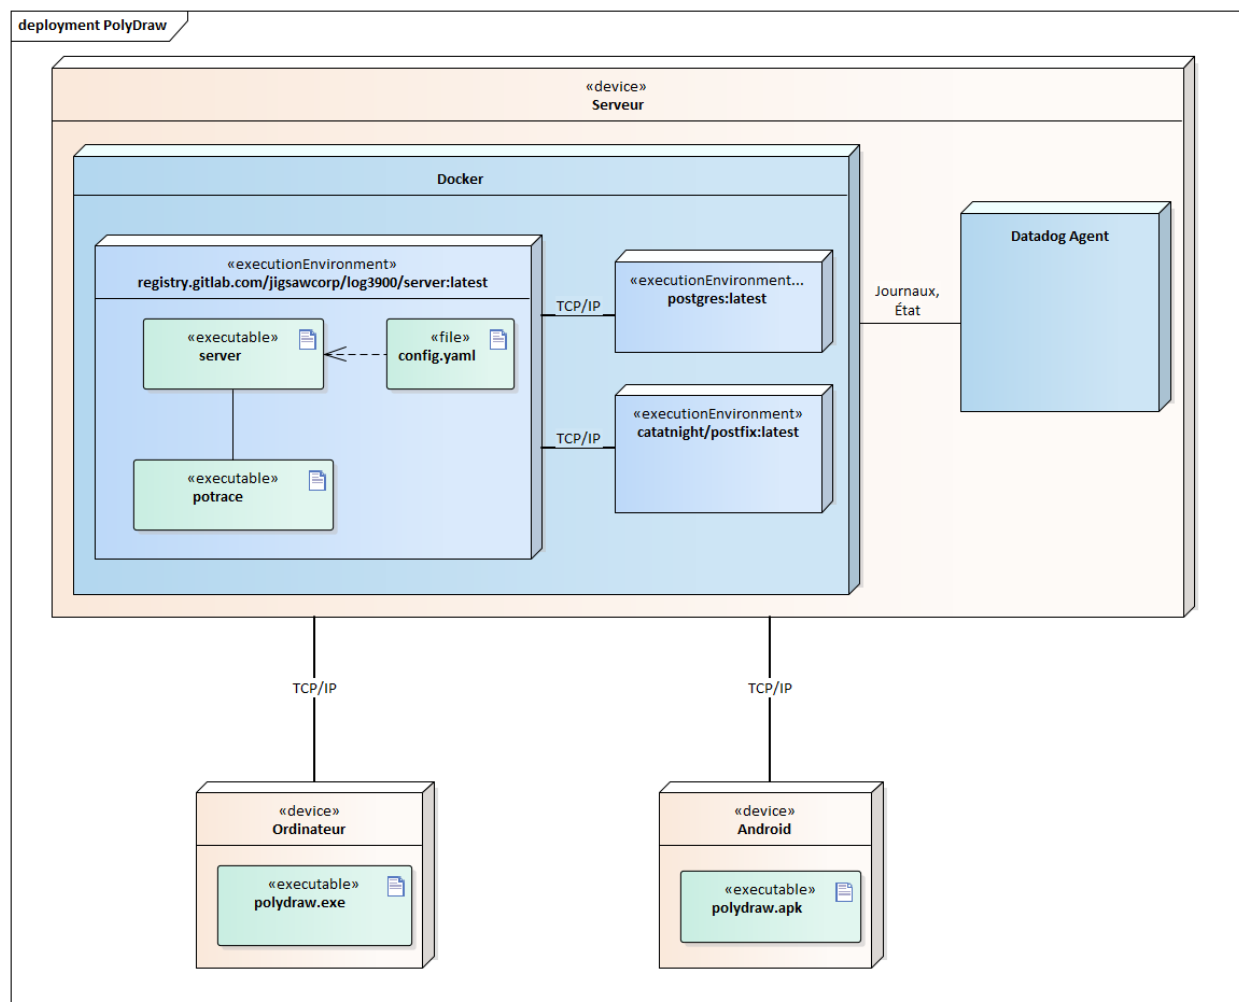 deployment PolyDraw
«device»
Serveur
Docker
«executionEnvironment»
registry.gitlab.com/jigsawcorp/log3900/server:latest
«executable»
server
«file»
config.yaml
«executable»
potrace
TCP/IP
«executionEnvironment...
postgres:latest
TCP/IP
«executionEnvironment»
catatnight/postfix:latest
Journaux,
État
Datadog Agent
TCP/IP
TCP/IP
«device»
Ordinateur
«executable»
polydraw.exe
«device»
Android
«executable»
polydraw.apk